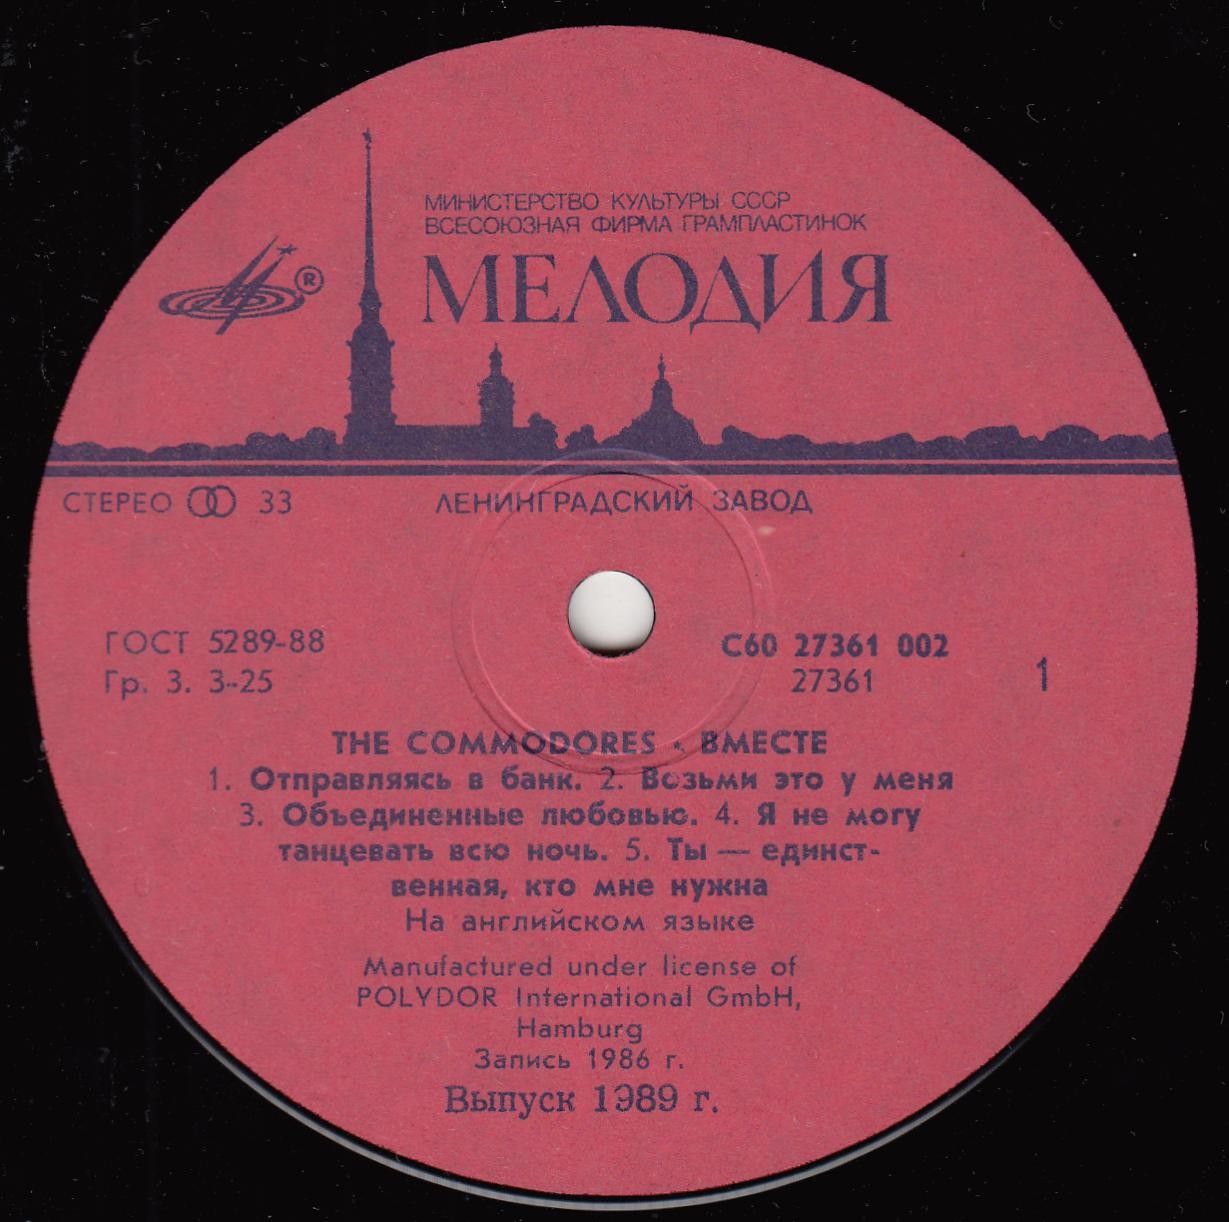 МИНИСТЕРСТВО КУЛЬТУРЫ СССР
ВСЕСОЮЗНАЯ ФИРМА ГРАМПЛАСТИНОК
МЕЛОДИЯ
®
СТЕРЕО 33
ЛЕНИНГРАДСКИЙ ЗАВОД
ГОСТ 5289-88
Гр. 3. 3-25
С60 27361 002
27361
1
THE COMMODORES • ВМЕСТЕ
1. Отправляясь в банк. 2. Возьми это у меня
3. Объединенные любовью. 4. Я не могу
танцевать всю ночь. 5. Ты — единст-
венная, кто мне нужна
На английском языке
Manufactured under license of
POLYDOR International GmbH,
Hamburg
Запись 1986 г.
Выпуск 1989 г.